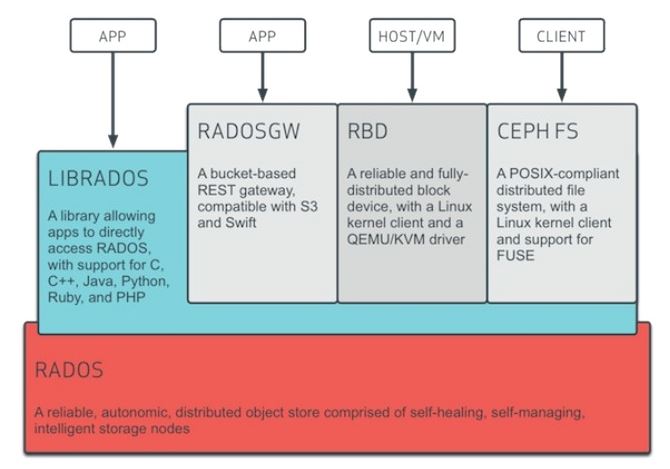 APP
APP
HOST/VM
CLIENT
LIBRADOS
A library allowing
apps to directly
access RADOS,
with support for C,
C++, Java, Python,
Ruby, and PHP
RADOSGW
A bucket-based
REST gateway,
compatible with S3
and Swift
RBD
A reliable and fully-
distributed block
device, with a Linux
kernel client and a
QEMU/KVM driver
CEPH FS
A POSIX-compliant
distributed file
system, with a
Linux kernel client
and support for
FUSE
RADOS
A reliable, autonomic, distributed object store comprised of self-healing, self-managing,
intelligent storage nodes